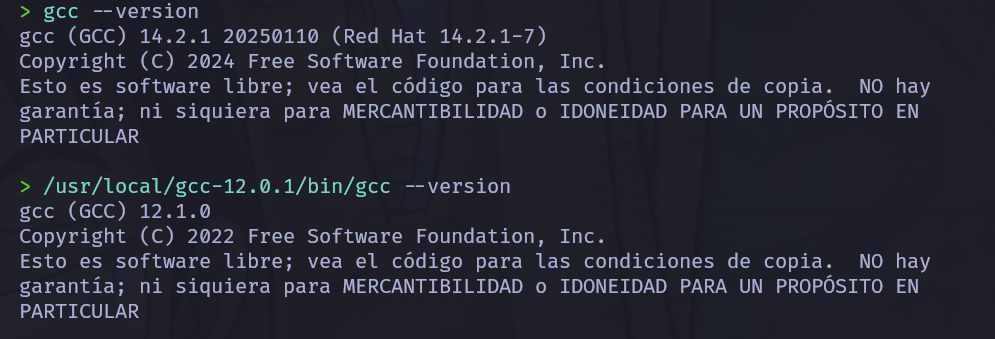 > gcc --version
gcc (GCC) 14.2.1 20250110 (Red Hat 14.2.1-7)
Copyright (C) 2024 Free Software Foundation, Inc.
Esto es software libre; vea el código para las condiciones de copia.  NO hay
garantía; ni siquiera para MERCANTIBILIDAD o IDONEIDAD PARA UN PROPÓSITO EN
PARTICULAR

> /usr/local/gcc-12.0.1/bin/gcc --version
gcc (GCC) 12.1.0
Copyright (C) 2022 Free Software Foundation, Inc.
Esto es software libre; vea el código para las condiciones de copia.  NO hay
garantía; ni siquiera para MERCANTIBILIDAD o IDONEIDAD PARA UN PROPÓSITO EN
PARTICULAR